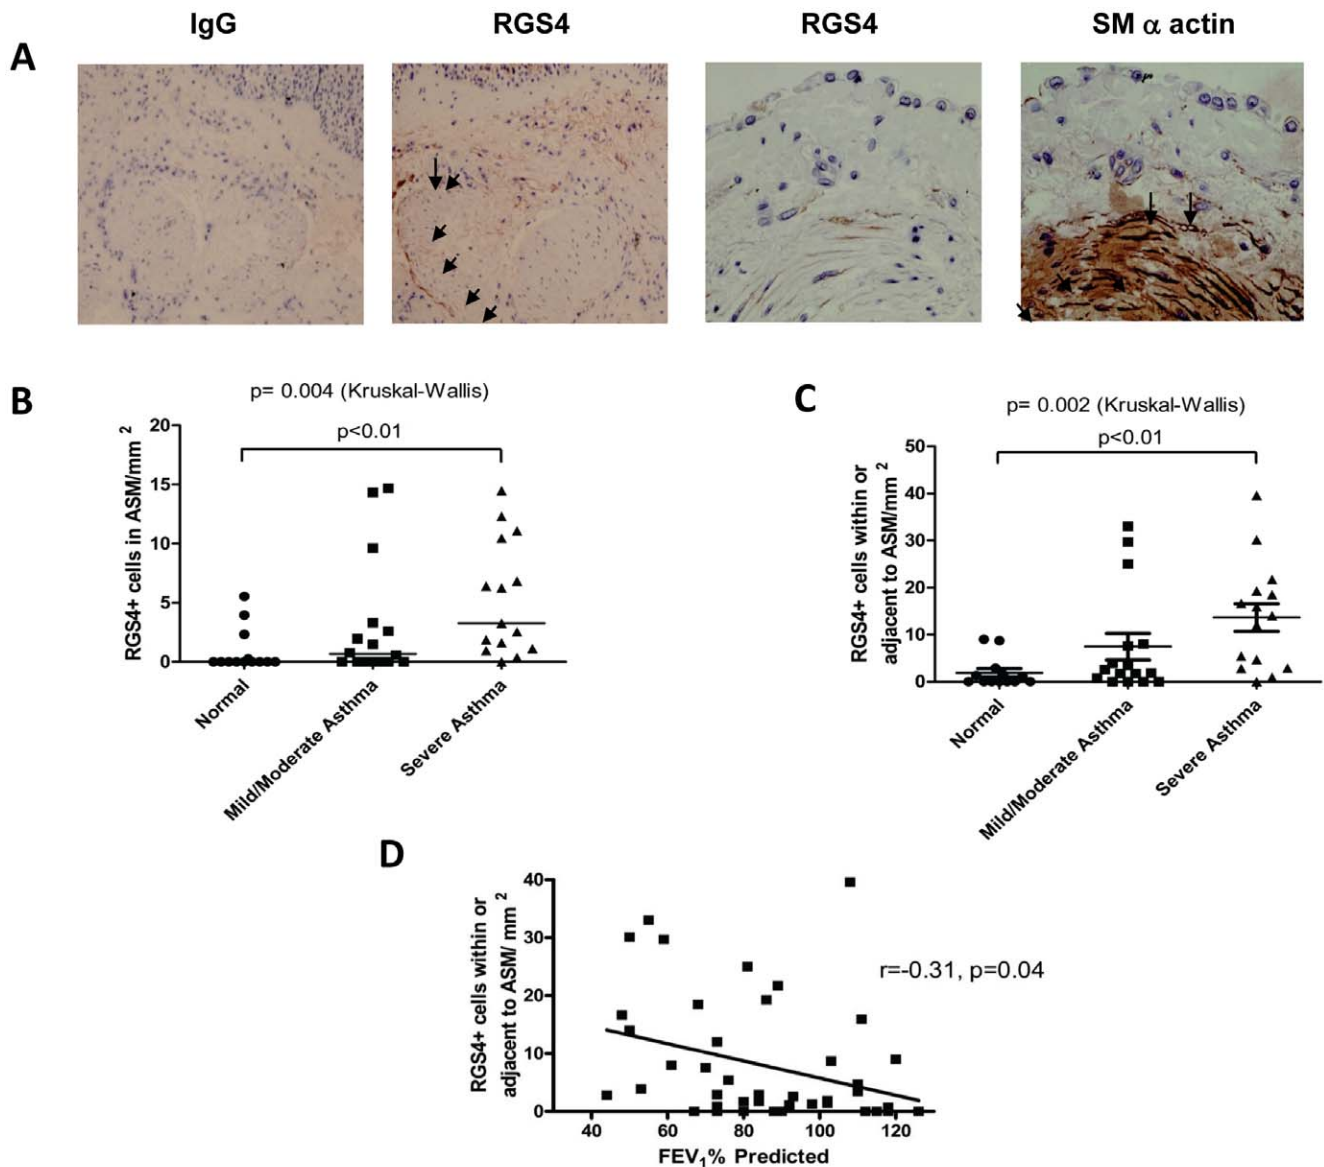 IgG RGS4 RGS4 SM α actin
A
B
p= 0.004 (Kruskal-Wallis)
p<0.01
RGS4+ cells in ASM/mm 2
20
15
10
5
0
Normal
Mild/Moderate Asthma
Severe Asthma
C
p= 0.002 (Kruskal-Wallis)
p<0.01
RGS4+ cells within or
adjacent to ASM/mm 2
50
40
30
20
10
0
Normal
Mild/Moderate Asthma
Severe Asthma
D
RGS4+ cells within or
adjacent to ASM/ mm 2
40
30
20
10
0
r=-0.31, p=0.04
40 60 80 100 120
FEV1% Predicted